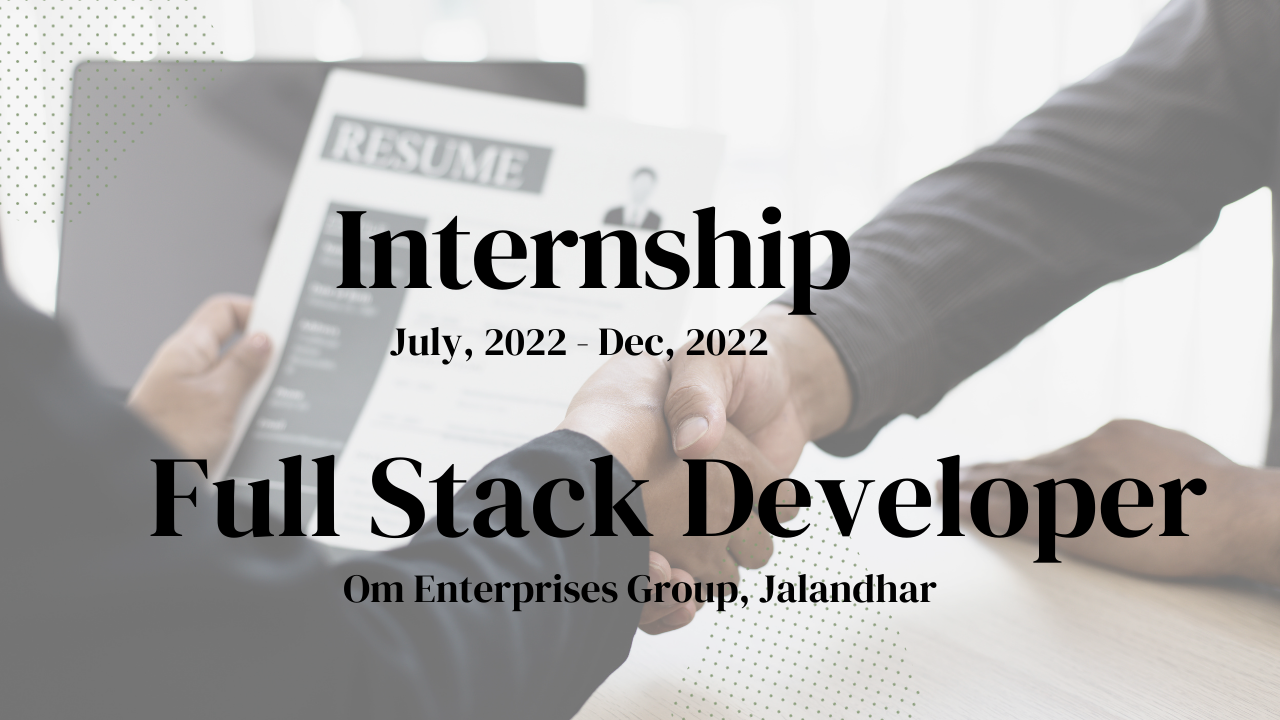 RESUME
Internship
July, 2022 - Dec, 2022
Full Stack Developer
Om Enterprises Group, Jalandhar